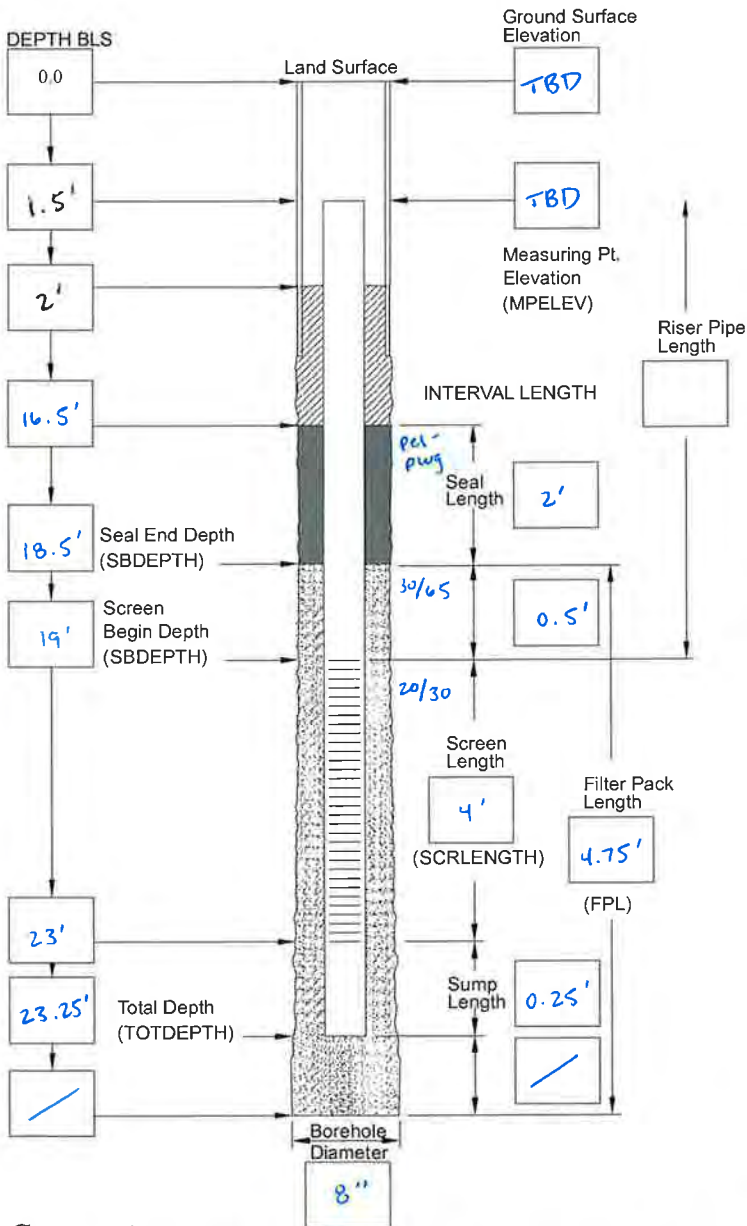 Ground Surface
Elevation
DEPTH BLS
0.0
Land Surface
TBD
1.5'
TBD
2'
Measuring Pt.
Elevation
(MPELEV)
Riser Pipe
Length
16.5'
INTERVAL LENGTH
pel-
plug
Seal
Length
2'
18.5'
Seal End Depth
(SBDEPTH)
30/65
0.5'
19'
Screen
Begin Depth
(SBDEPTH)
20/30
Screen
Length
4'
(SCRLENGTH)
Filter Pack
Length
4.75'
(FPL)
23'
Sump
Length
0.25'
23.25'
Total Depth
(TOTDEPTH)
/
/
Borehole
Diameter
8"